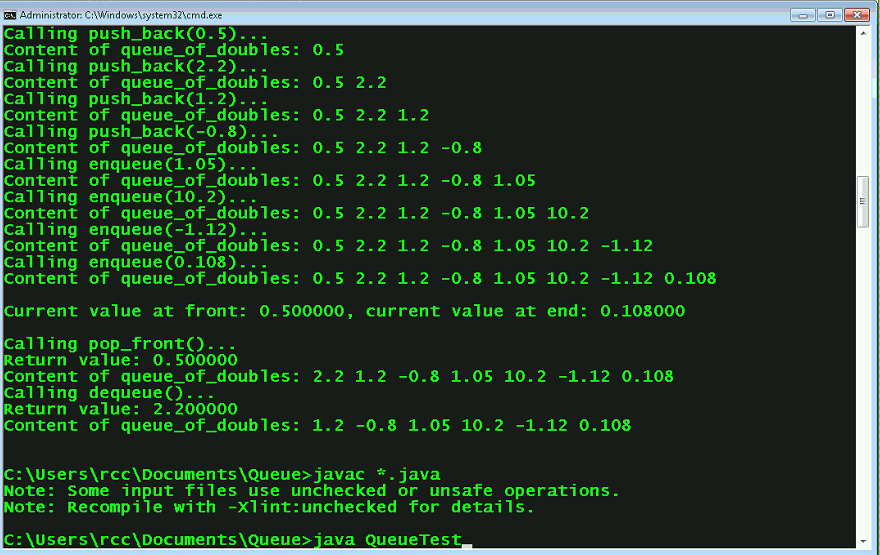 Administrator: C:\Windows\system32\cmd.exe
Calling push_back(0.5)...
Content of queue_of_doubles: 0.5
Calling push_back(2.2)...
Content of queue_of_doubles: 0.5 2.2
Calling push_back(1.2)...
Content of queue_of_doubles: 0.5 2.2 1.2
Calling push_back(-0.8)...
Content of queue_of_doubles: 0.5 2.2 1.2 -0.8
Calling enqueue(1.05)...
Content of queue_of_doubles: 0.5 2.2 1.2 -0.8 1.05
Calling enqueue(10.2)...
Content of queue_of_doubles: 0.5 2.2 1.2 -0.8 1.05 10.2
Calling enqueue(-1.12)...
Content of queue_of_doubles: 0.5 2.2 1.2 -0.8 1.05 10.2 -1.12
Calling enqueue(0.108)...
Content of queue_of_doubles: 0.5 2.2 1.2 -0.8 1.05 10.2 -1.12 0.108
Current value at front: 0.500000, current value at end: 0.108000
Calling pop_front()...
Return value: 0.500000
Content of queue_of_doubles: 2.2 1.2 -0.8 1.05 10.2 -1.12 0.108
Calling dequeue()...
Return value: 2.200000
Content of queue_of_doubles: 1.2 -0.8 1.05 10.2 -1.12 0.108
C:\Users\rcc\Documents\Queue>javac *.java
Note: Some input files use unchecked or unsafe operations.
Note: Recompile with -Xlint:unchecked for details.
C:\Users\rcc\Documents\Queue>java QueueTest_